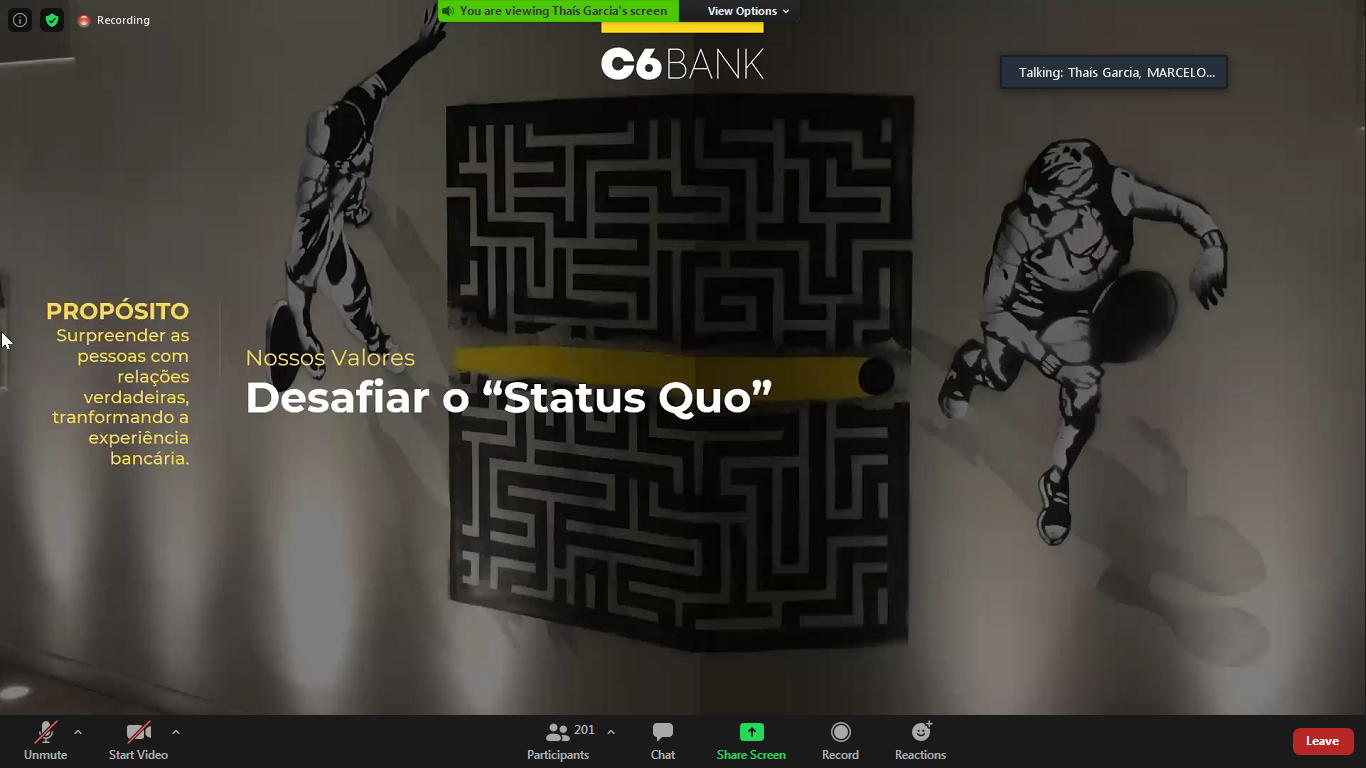 Recording
You are viewing Thaís Garcia's screen
View Options
C6BANK
Talking: Thaís Garcia, MARCELO...
PROPÓSITO
Surpreender as
pessoas com
relações
verdadeiras,
tranformando a
experiência
bancária.
Nossos Valores
Desafiar o “Status Quo”
Unmute
Start Video
201
Participants
Chat
Share Screen
Record
Reactions
Leave